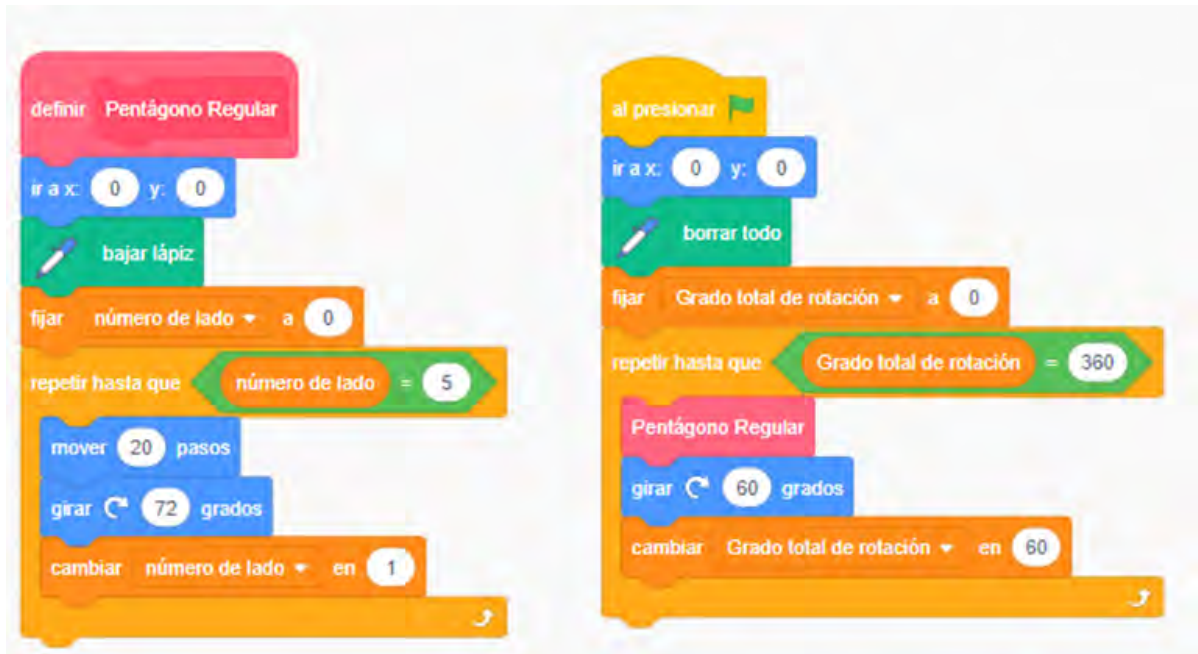 definir Pentágono Regular
ir a x: 0 y: 0
bajar lápiz
fijar número de lado a 0
repetir hasta que número de lado = 5
mover 20 pasos
girar 72 grados
cambiar número de lado en 1
al presionar
ir a x: 0 y: 0
borrar todo
fijar Grado total de rotación a 0
repetir hasta que Grado total de rotación = 360
Pentágono Regular
girar 60 grados
cambiar Grado total de rotación en 60